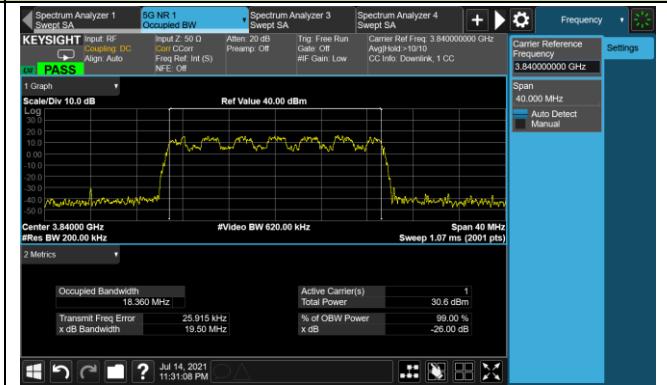 Spectrum Analyzer 1
Swept SA
5G NR 1
Occupied BW
Spectrum Analyzer 3
Swept SA
Spectrum Analyzer 4
Swept SA
Frequency
KEYSIGHT
Input: RF
Coupling: DC
Align: Auto
Input Z: 50 Ω
Corr CCorr
Freq Ref: Int (S)
NFE: Off
Atten: 20 dB
Preamp: Off
Trig: Free Run
Gate: Off
#IF Gain: Low
Carrier Ref Freq: 3.840000000 GHz
Avg|Hold:>10/10
CC Info: Downlink, 1 CC
PASS
Carrier Reference
Frequency
3.840000000 GHz
Settings
Span
40.000 MHz
Auto Detect
Manual
1 Graph
Scale/Div 10.0 dB
Ref Value 40.00 dBm
Log
30.0
20.0
10.0
0.00
-10.0
-20.0
-30.0
-40.0
-50.0
Center 3.84000 GHz
#Video BW 620.00 kHz
Span 40 MHz
#Res BW 200.00 kHz
Sweep 1.07 ms (2001 pts)
2 Metrics
Occupied Bandwidth
18.360 MHz
Active Carrier(s) 1
Total Power 30.6 dBm
Transmit Freq Error 25.915 kHz
% of OBW Power 99.00 %
x dB Bandwidth 19.50 MHz
x dB -26.00 dB
Jul 14, 2021
11:31:08 PM